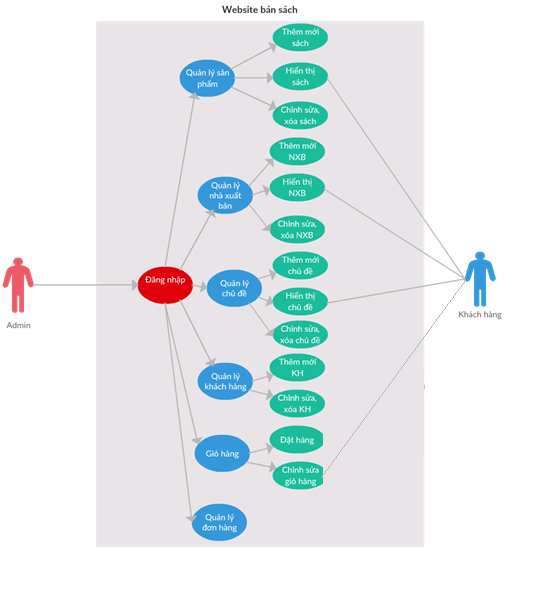 Website bán sách
Thêm mới
sách
Quản lý sản
phẩm
Hiển thị
sách
Chỉnh sửa,
xóa sách
Thêm mới
NXB
Quản lý
nhà xuất
bản
Hiển thị
NXB
Chỉnh sửa,
xóa NXB
Thêm mới
chủ đề
Đăng nhập
Quản lý
chủ đề
Hiển thị
chủ đề
Admin
Khách hàng
Chỉnh sửa,
xóa chủ đề
Thêm mới
KH
Quản lý
khách hàng
Chỉnh sửa,
xóa KH
Đặt hàng
Giỏ hàng
Chỉnh sửa
giỏ hàng
Quản lý
đơn hàng